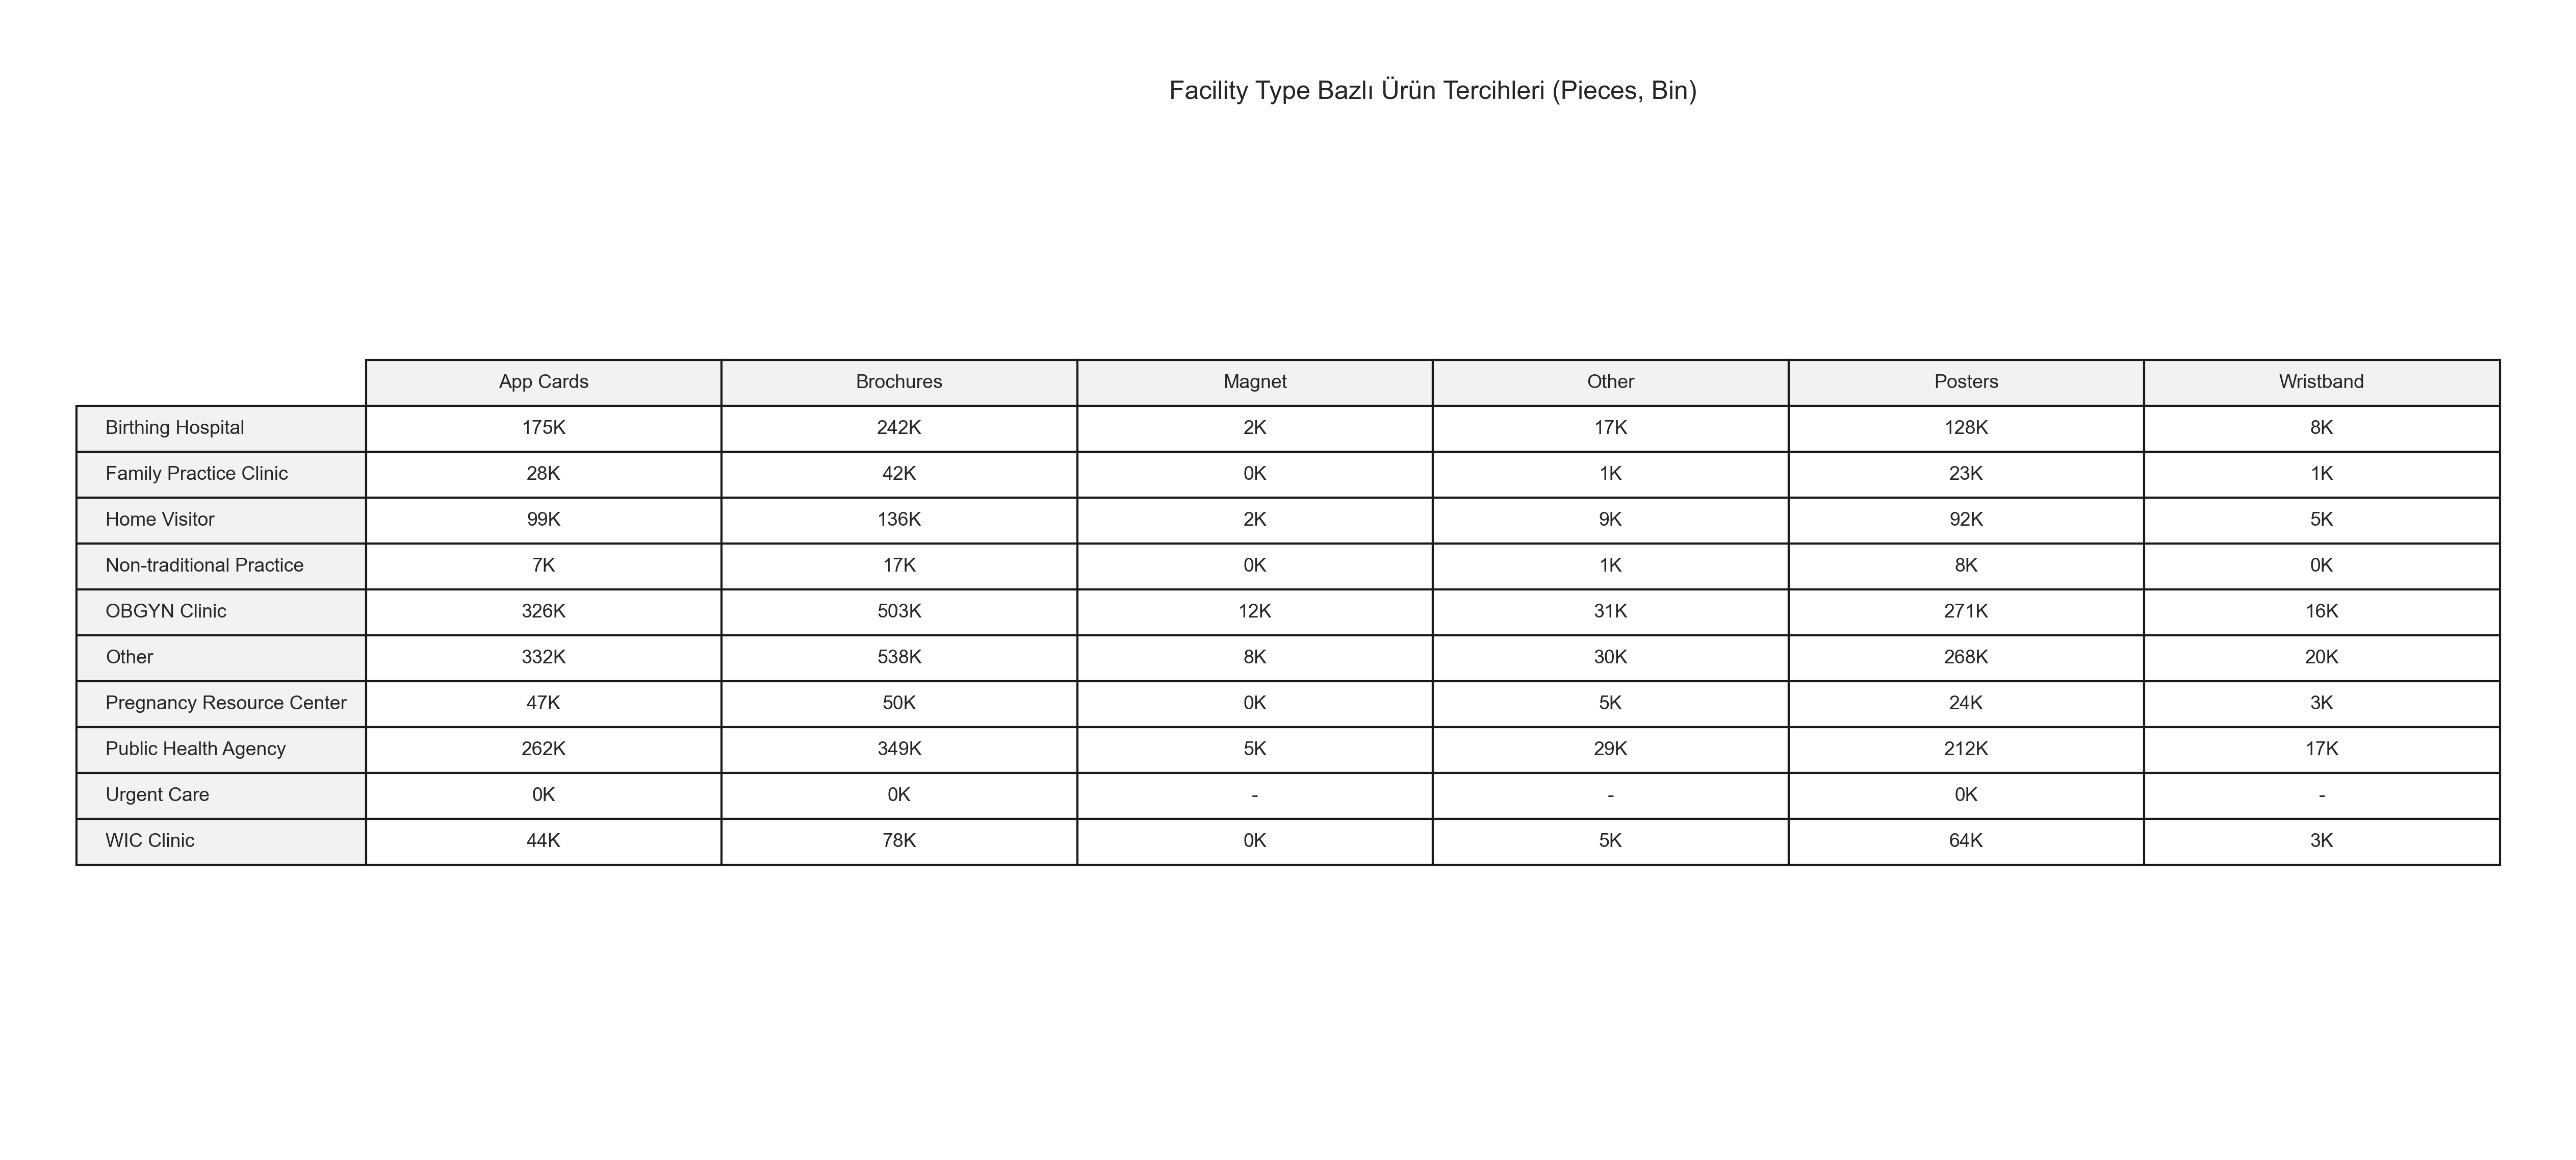 Facility Type Bazlı Ürün Tercihleri (Pieces, Bin)
App Cards Brochures Magnet Other Posters Wristband
Birthing Hospital 175K 242K 2K 17K 128K 8K
Family Practice Clinic 28K 42K 0K 1K 23K 1K
Home Visitor 99K 136K 2K 9K 92K 5K
Non-traditional Practice 7K 17K 0K 1K 8K 0K
OBGYN Clinic 326K 503K 12K 31K 271K 16K
Other 332K 538K 8K 30K 268K 20K
Pregnancy Resource Center 47K 50K 0K 5K 24K 3K
Public Health Agency 262K 349K 5K 29K 212K 17K
Urgent Care 0K 0K - - 0K -
WIC Clinic 44K 78K 0K 5K 64K 3K